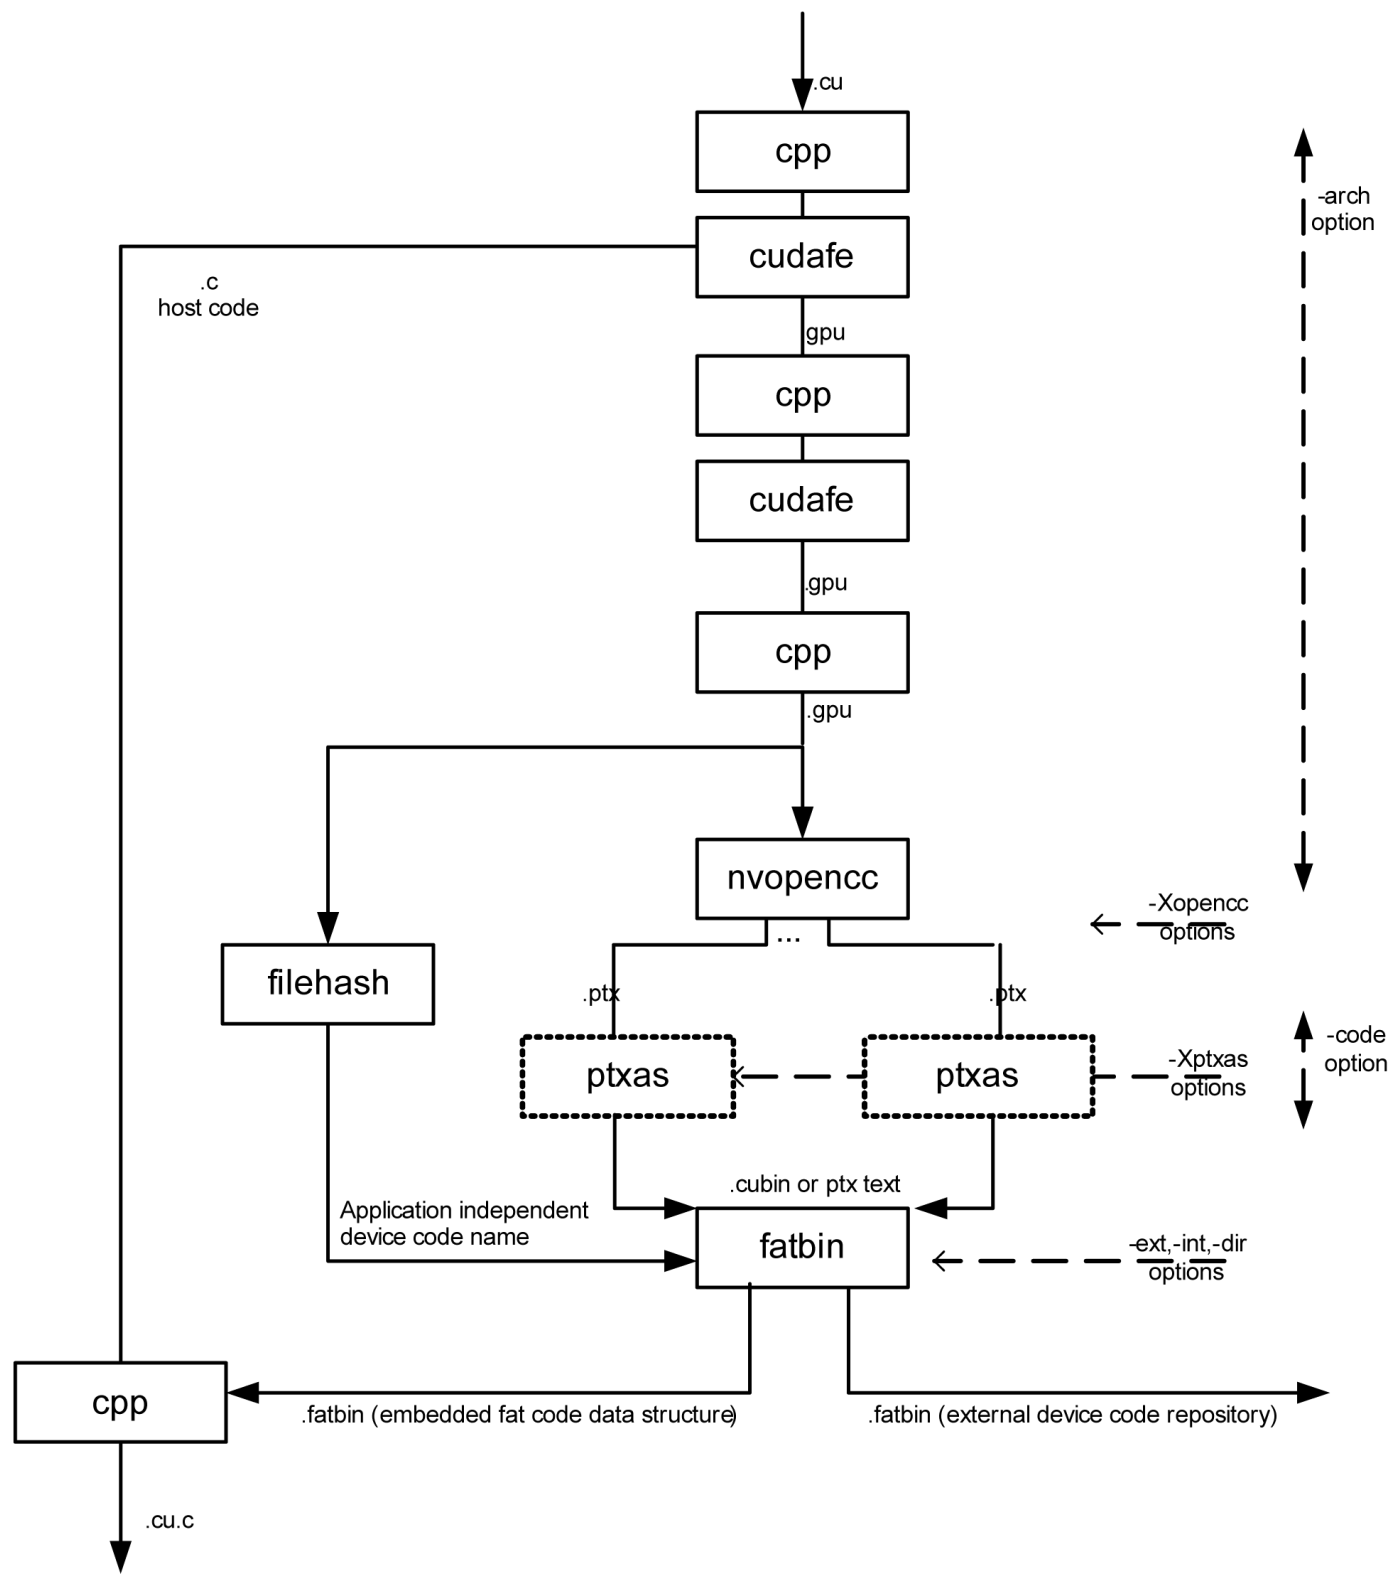 .cu
cpp
-arch
option
cudafe
.c
host code
gpu
cpp
cudafe
.gpu
cpp
.gpu
nvopencc
-Xopencc
options
...
filehash
.ptx
.ptx
-code
option
ptxas
ptxas
-Xptxas
options
.cubin or ptx text
Application independent
device code name
fatbin
-ext,-int,-dir
options
cpp
.fatbin (embedded fat code data structure)
.fatbin (external device code repository)
.cu.c